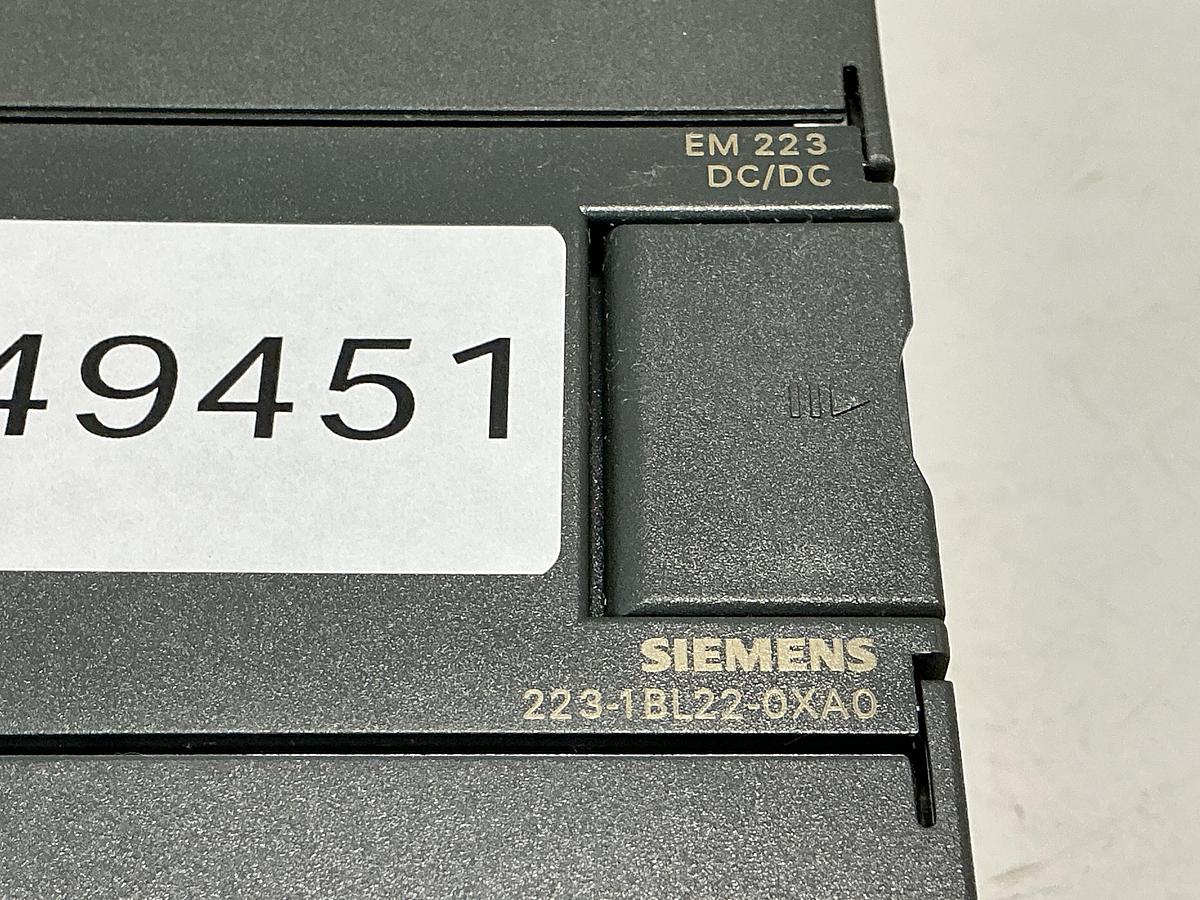 EM 223
DC/DC
49451
SIEMENS
223-1BL22-0XA0